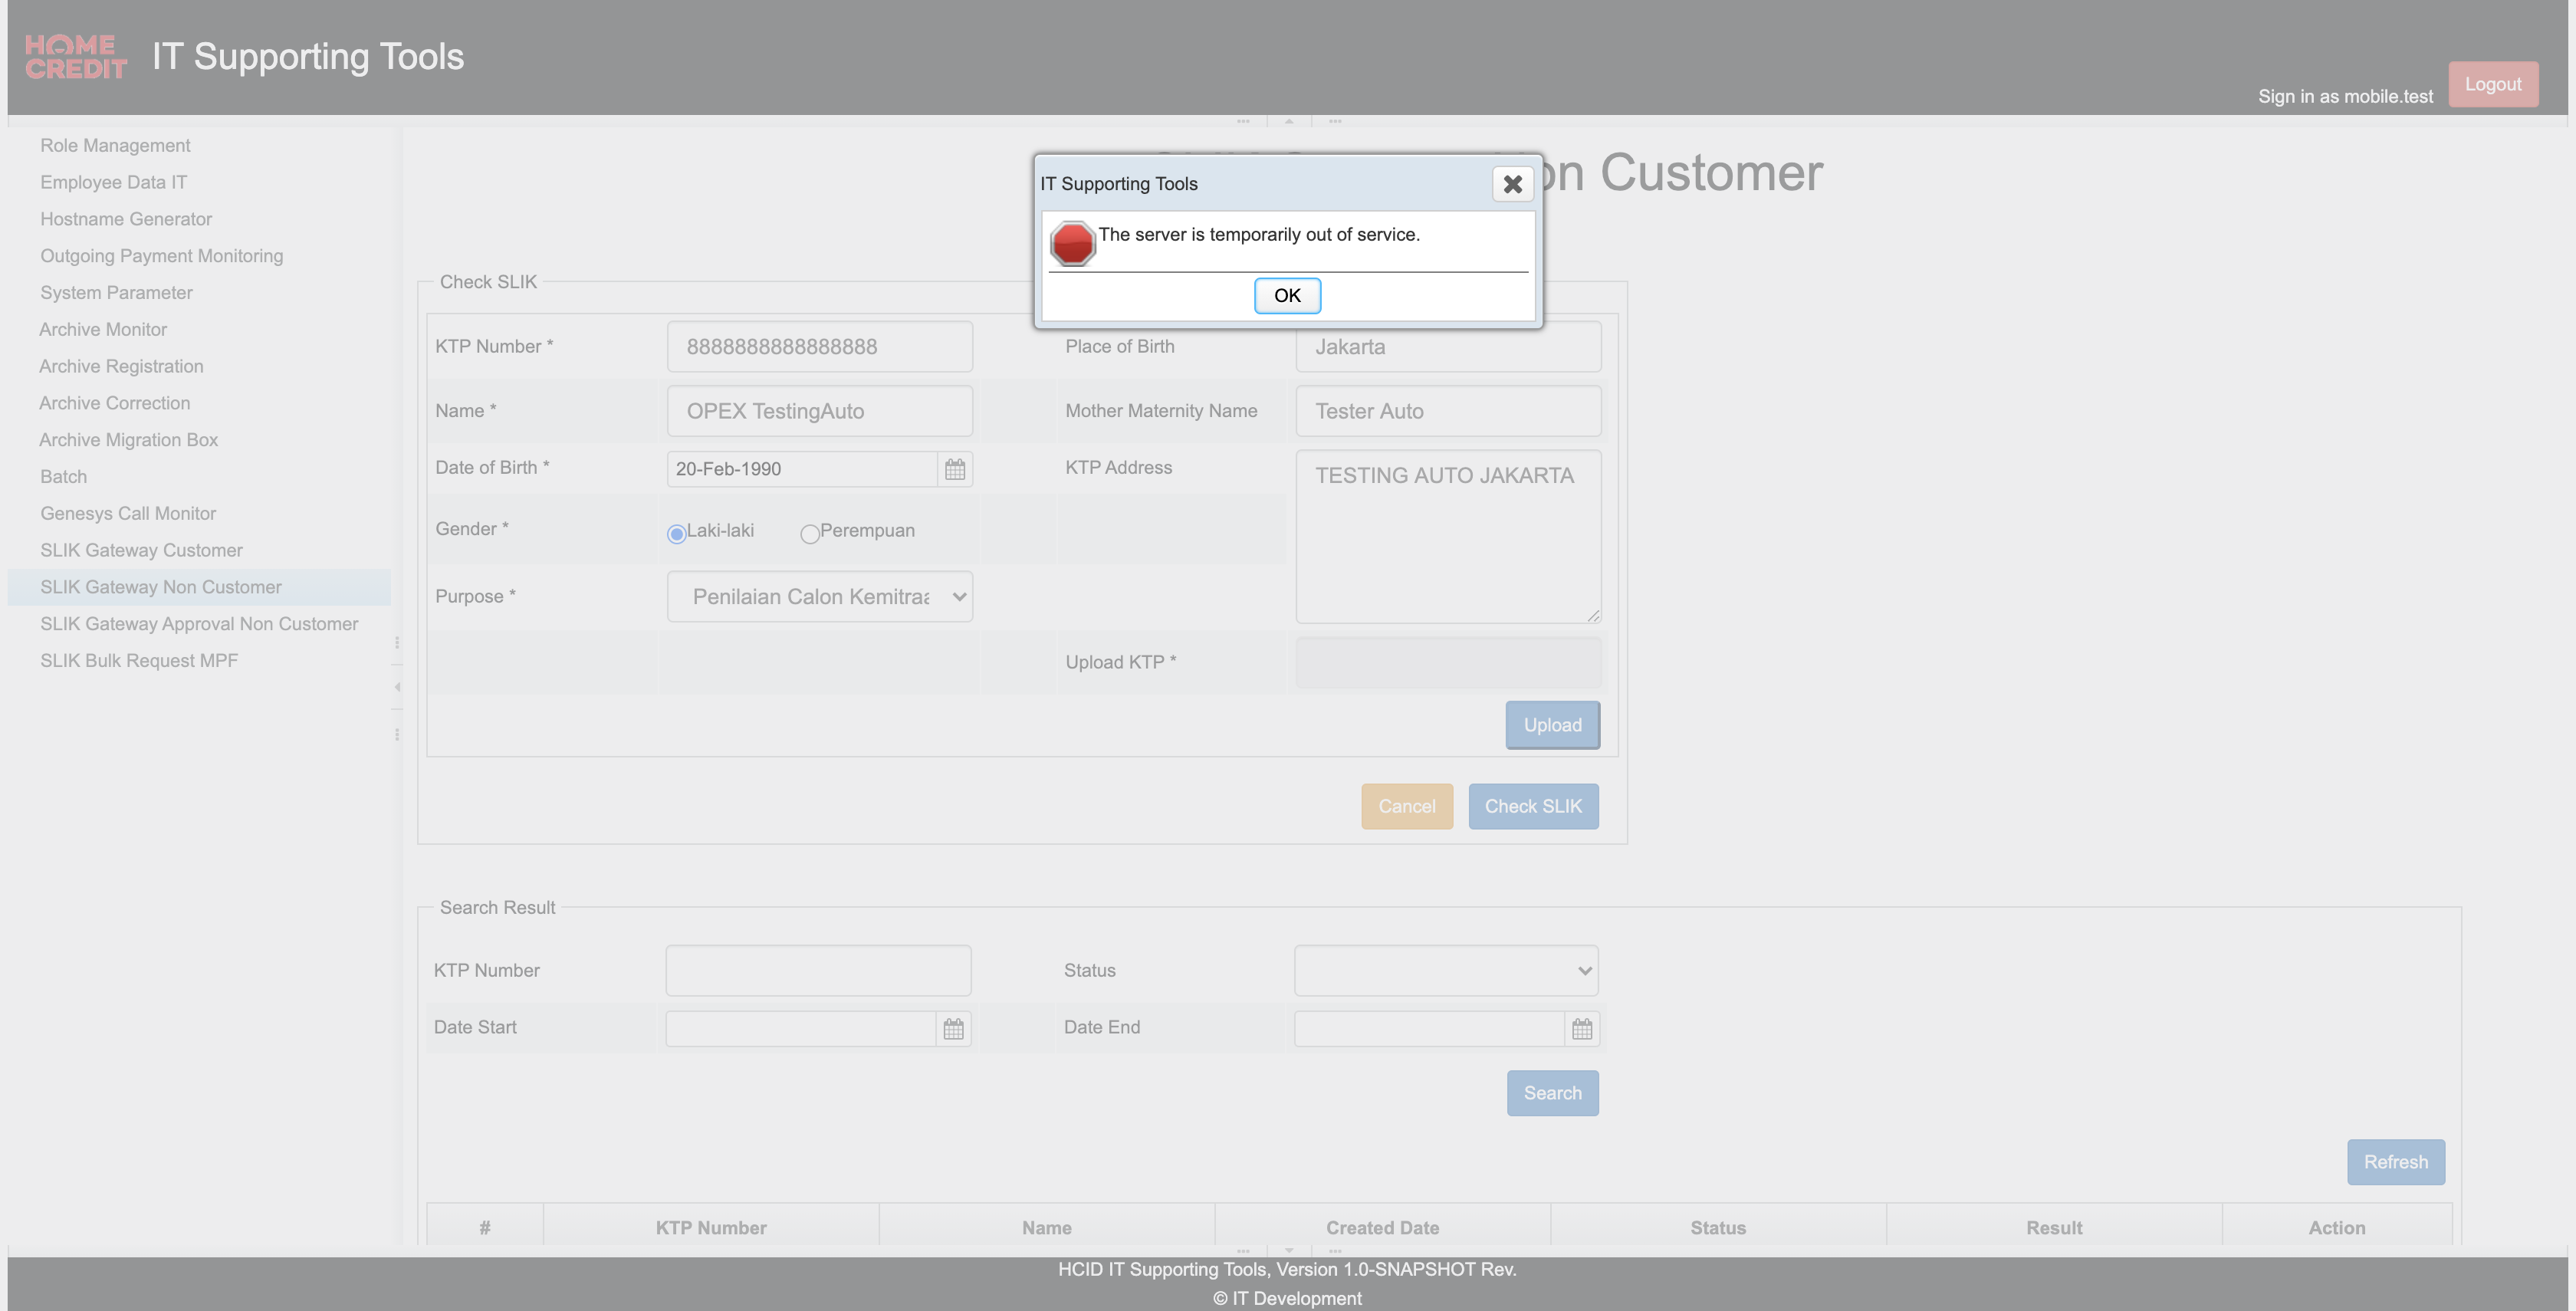 HOME
CREDIT
IT Supporting Tools
Sign in as mobile.test
Logout
Role Management
Employee Data IT
Hostname Generator
Outgoing Payment Monitoring
System Parameter
Archive Monitor
Archive Registration
Archive Correction
Archive Migration Box
Batch
Genesys Call Monitor
SLIK Gateway Customer
SLIK Gateway Non Customer
SLIK Gateway Approval Non Customer
SLIK Bulk Request MPF
on Customer
IT Supporting Tools
The server is temporarily out of service.
OK
Check SLIK
KTP Number * 8888888888888888 Place of Birth Jakarta
Name * OPEX TestingAuto Mother Maternity Name Tester Auto
Date of Birth * 20-Feb-1990 KTP Address TESTING AUTO JAKARTA
Gender * Laki-laki Perempuan
Purpose * Penilaian Calon Kemitraa
Upload KTP *
Upload
Cancel Check SLIK
Search Result
KTP Number Status
Date Start Date End
Search
Refresh
# KTP Number Name Created Date Status Result Action
HCID IT Supporting Tools, Version 1.0-SNAPSHOT Rev.
© IT Development